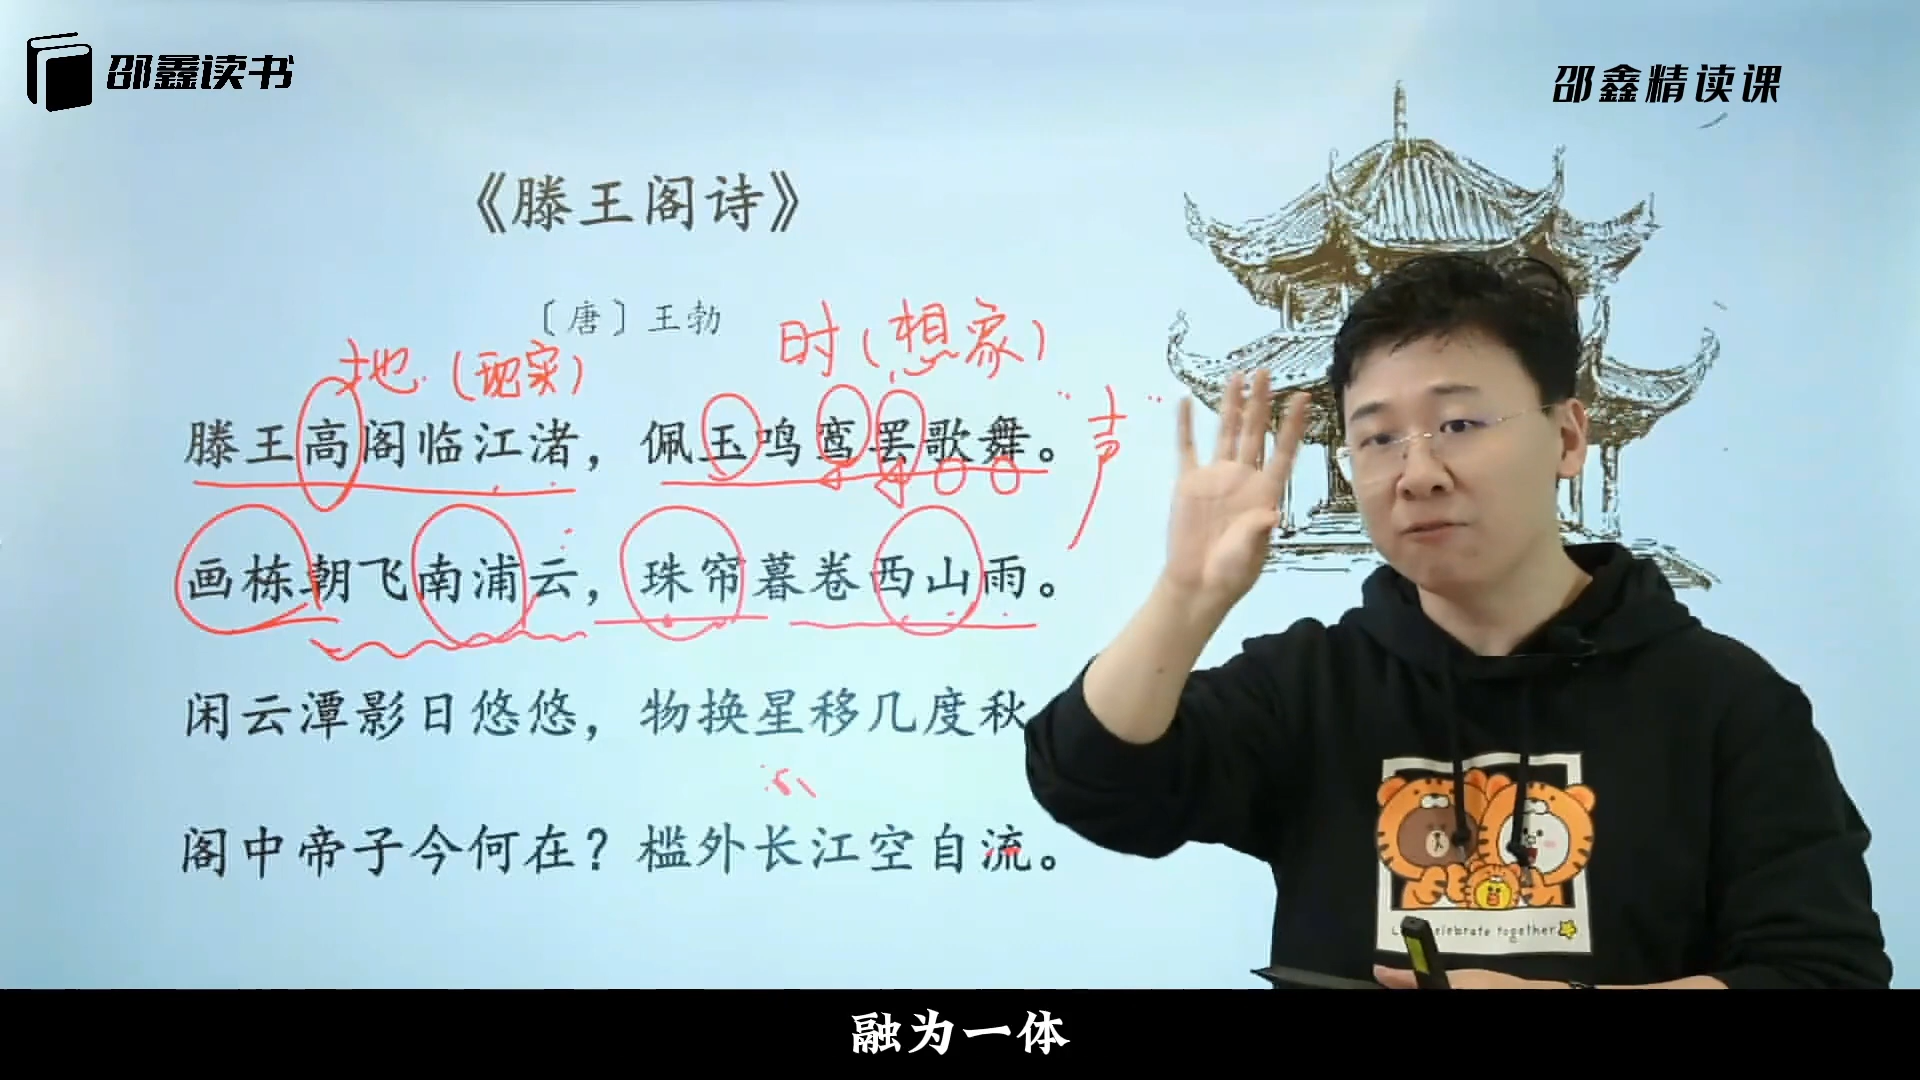 邵鑫读书
邵鑫精读课
《滕王阁诗》
〔唐〕王勃
地(现实)
时(想象)
滕王高阁临江渚，佩玉鸣鸾罢歌舞。
"声"
画栋朝飞南浦云，珠帘暮卷西山雨。
闲云潭影日悠悠，物换星移几度秋
阁中帝子今何在？槛外长江空自流。
celebrate together
融为一体